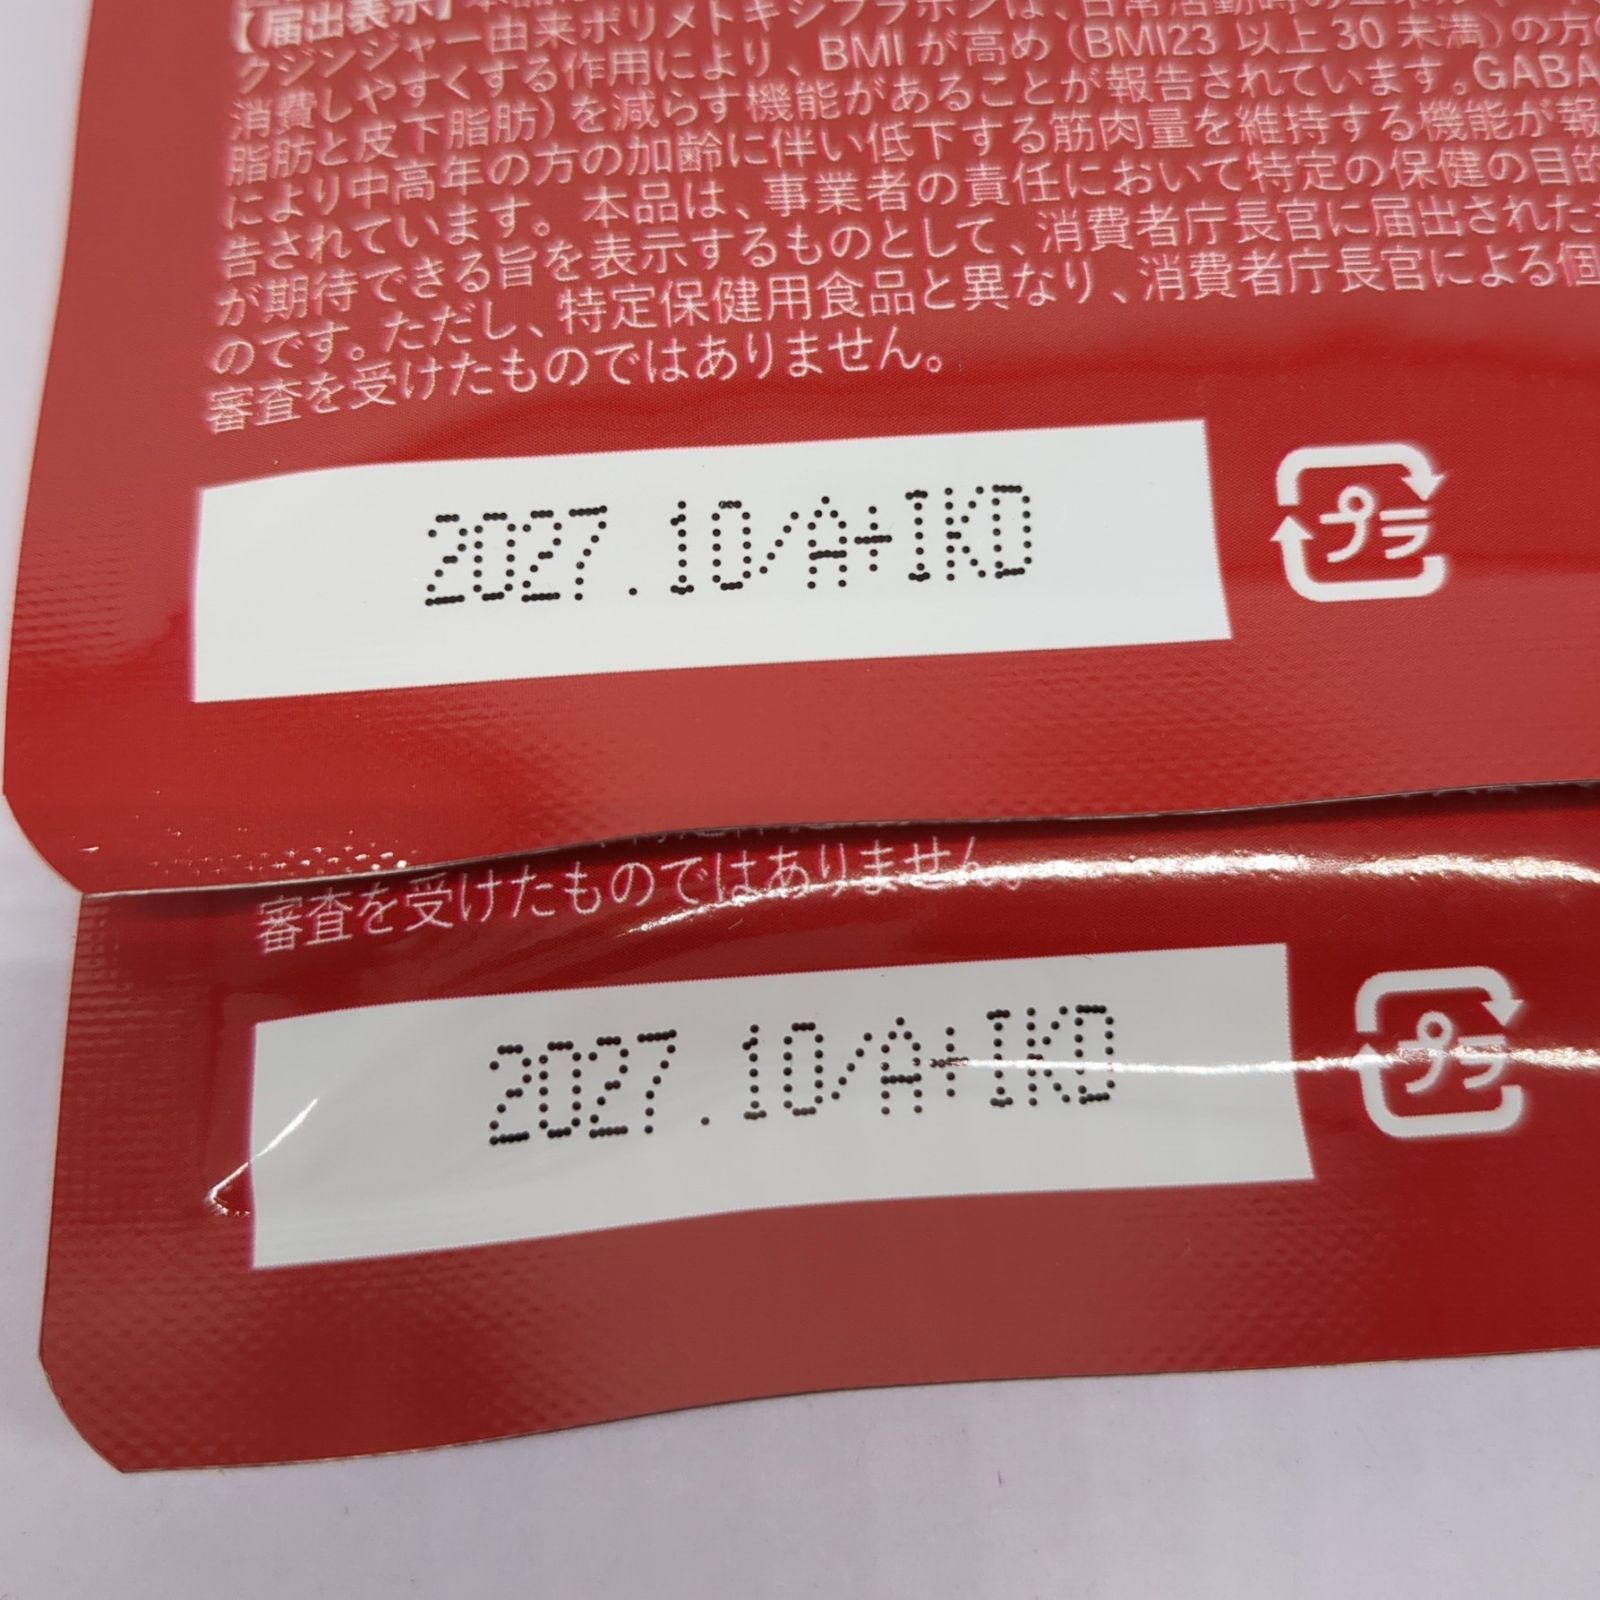 【届出表示】本品に
クジンジャー由来ポリメトキシフラボンは、日常活動時の
消費しやすくする作用により、BMIが高め(BMI23以上30未満)の方の
脂肪と皮下脂肪)を減らす機能があることが報告されています。GABA
により中高年の方の加齢に伴い低下する筋肉量を維持する機能が報
告されています。本品は、事業者の責任において特定の保健の目的
が期待できる旨を表示するものとして、消費者庁長官に届出された
のです。ただし、特定保健用食品と異なり、消費者庁長官による個
審査を受けたものではありません。
2027.10/A+IKD
プラ
審査を受けたものではありません。
2027.10/A+IKD
プラ